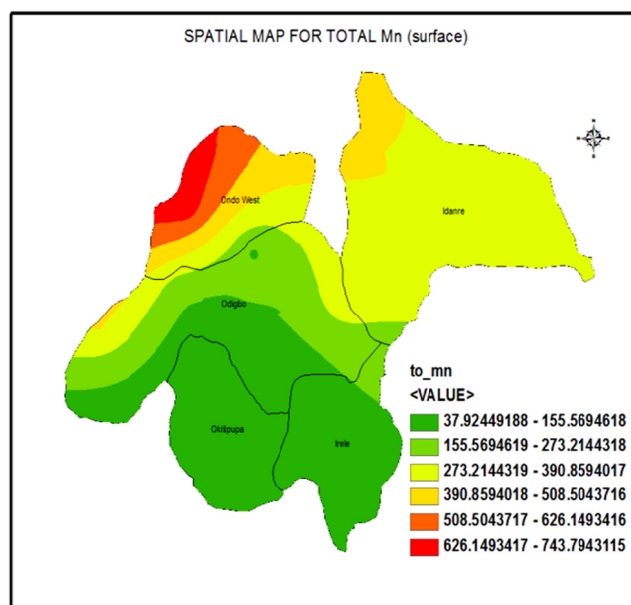 SPATIAL MAP FOR TOTAL Mn (surface)
Ondo West
Idanre
Odigbo
Okitipupa
Irele
to_mn
<VALUE>
37.92449188 - 155.5694618
155.5694619 - 273.2144318
273.2144319 - 390.8594017
390.8594018 - 508.5043716
508.5043717 - 626.1493416
626.1493417 - 743.7943115